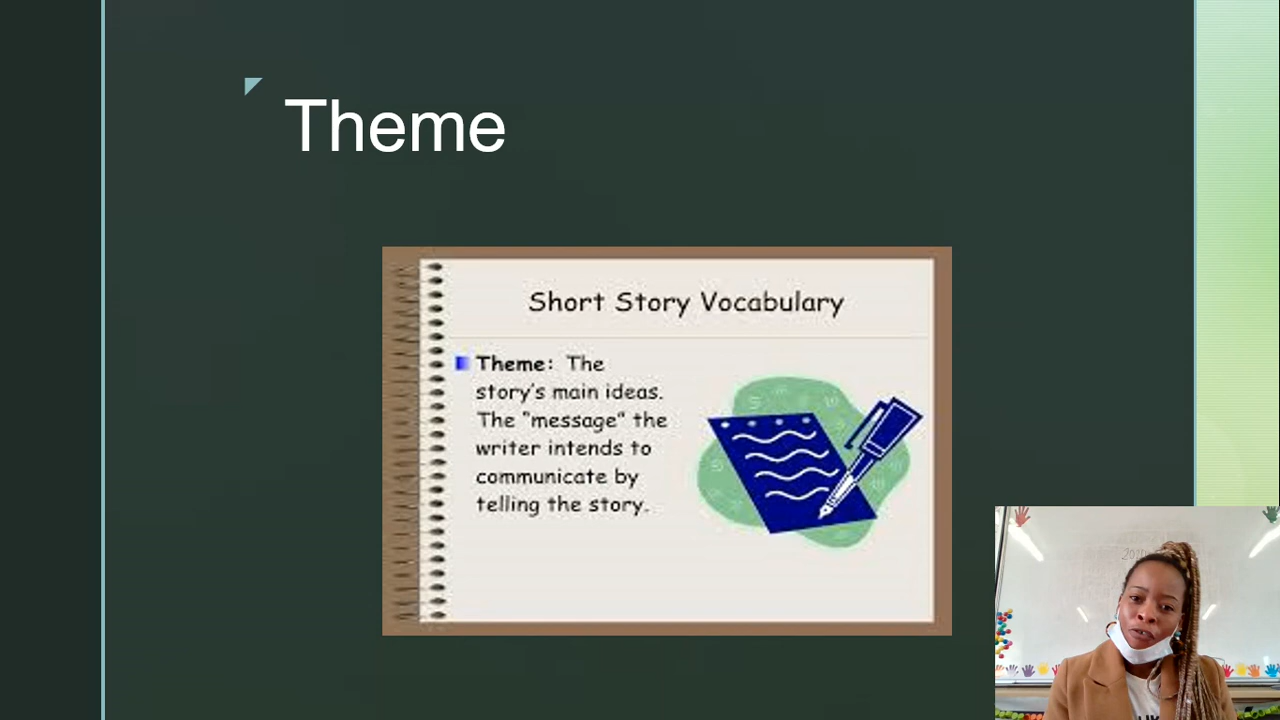 Theme
Short Story Vocabulary
Theme: The
story's main ideas.
The "message" the
writer intends to
communicate by
telling the story.